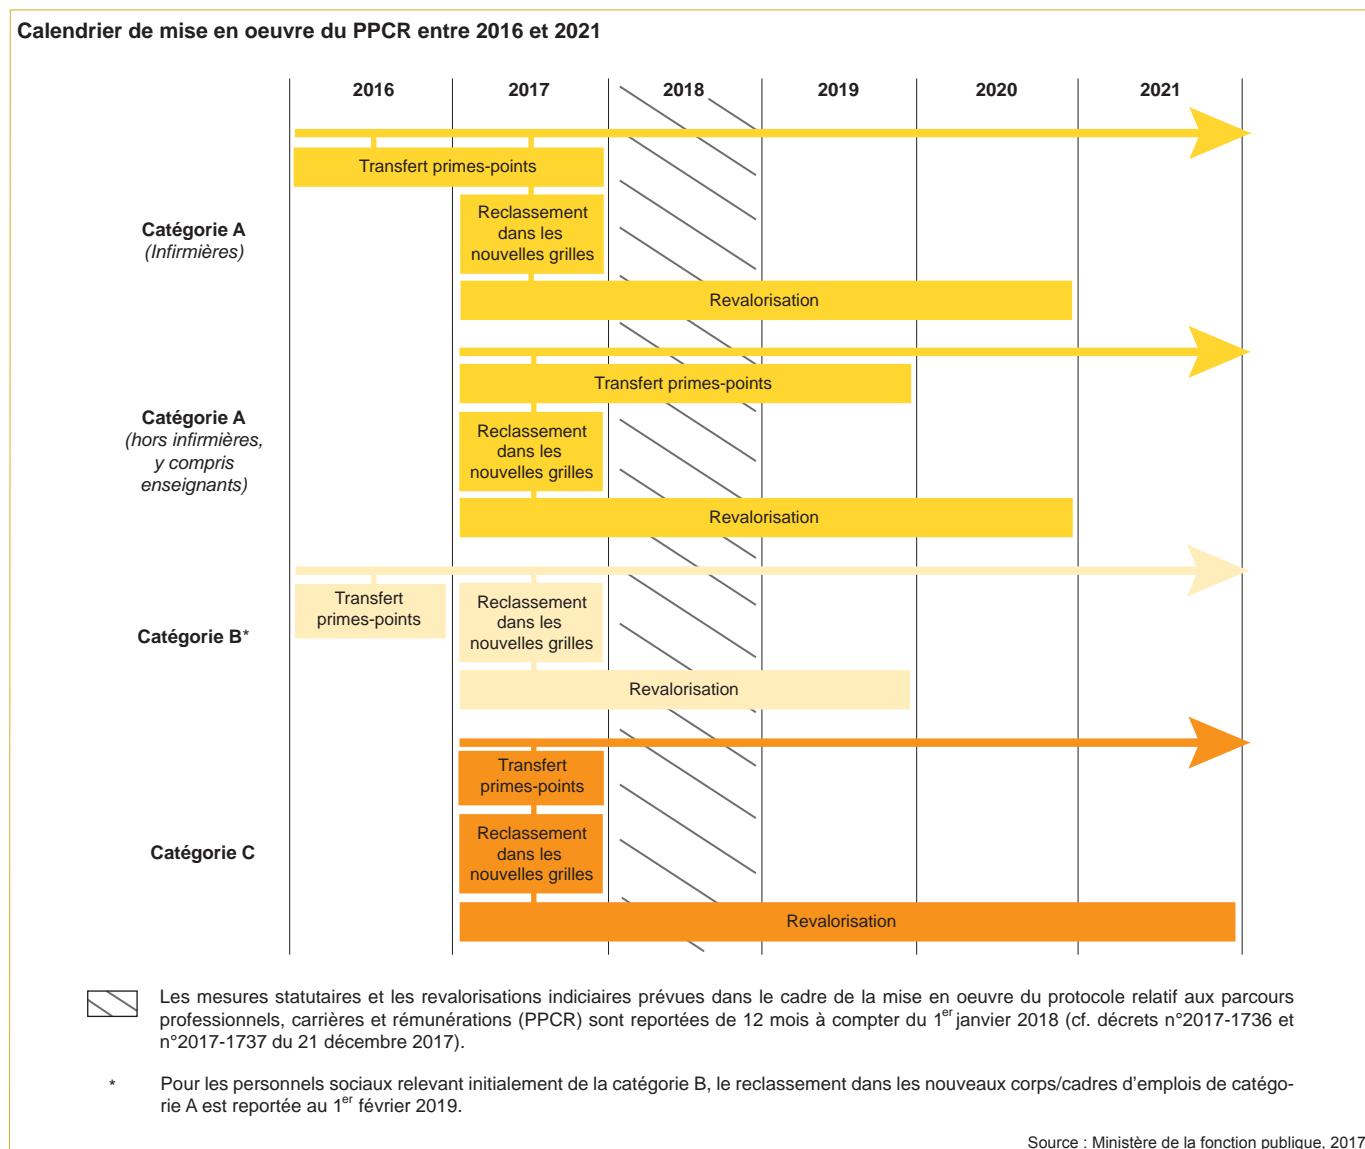 Calendrier de mise en oeuvre du PPCR entre 2016 et 2021
2016 2017 2018 2019 2020 2021
Catégorie A
(Infirmières)
Transfert primes-points
Reclassement
dans les
nouvelles grilles
Revalorisation
Catégorie A
(hors infirmières,
y compris
enseignants)
Transfert primes-points
Reclassement
dans les
nouvelles grilles
Revalorisation
Catégorie B*
Transfert
primes-points
Reclassement
dans les
nouvelles grilles
Revalorisation
Catégorie C
Transfert
primes-points
Reclassement
dans les
nouvelles grilles
Revalorisation
Les mesures statutaires et les revalorisations indiciaires prévues dans le cadre de la mise en oeuvre du protocole relatif aux parcours
professionnels, carrières et rémunérations (PPCR) sont reportées de 12 mois à compter du 1er janvier 2018 (cf. décrets n°2017-1736 et
n°2017-1737 du 21 décembre 2017).
* Pour les personnels sociaux relevant initialement de la catégorie B, le reclassement dans les nouveaux corps/cadres d'emplois de catégo-
rie A est reportée au 1er février 2019.
Source : Ministère de la fonction publique, 2017